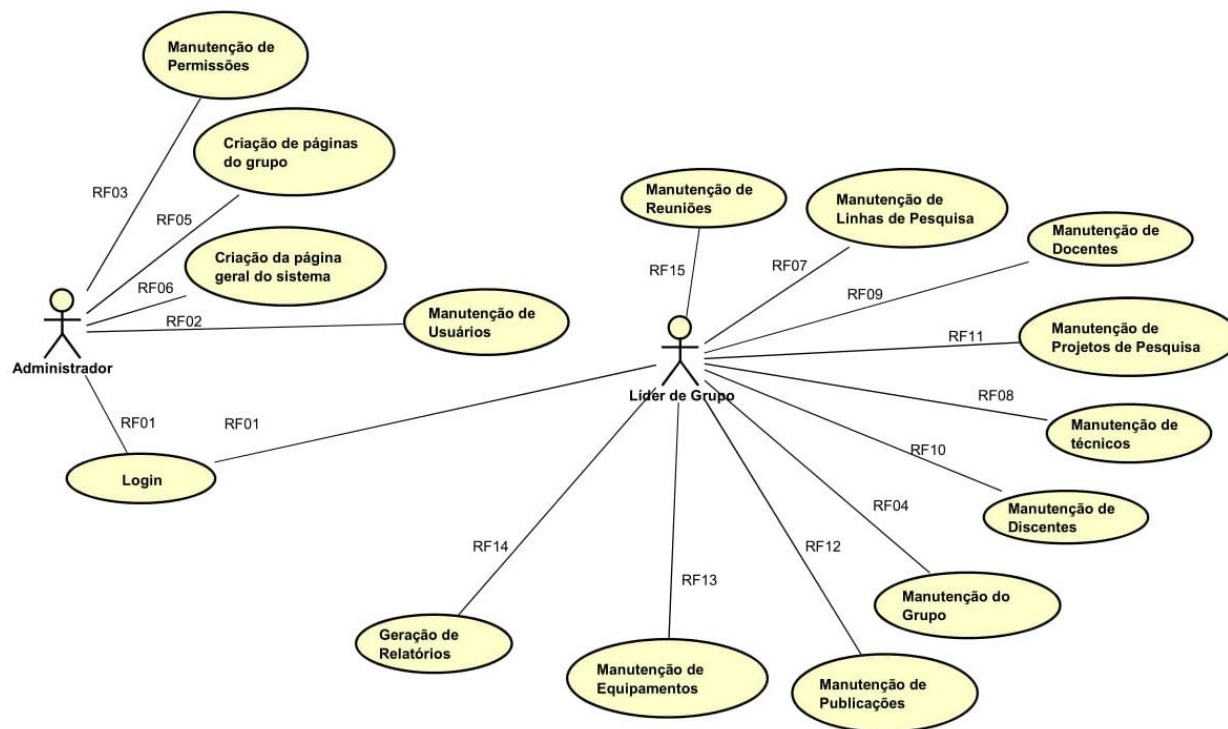 Manutenção de
Permissões
Criação de páginas
do grupo
RF03
RF05
Criação da página
geral do sistema
RF06
RF02
Manutenção de
Usuários
Administrador
RF01
RF01
Login
Manutenção de
Reuniões
Manutenção de
Linhas de Pesquisa
Manutenção de
Docentes
RF15
RF07
RF09
Manutenção de
Projetos de Pesquisa
RF11
Líder de Grupo
RF08
Manutenção de
técnicos
RF10
Manutenção de
Discentes
RF04
RF14
RF12
RF13
Manutenção do
Grupo
Geração de
Relatórios
Manutenção de
Equipamentos
Manutenção de
Publicações